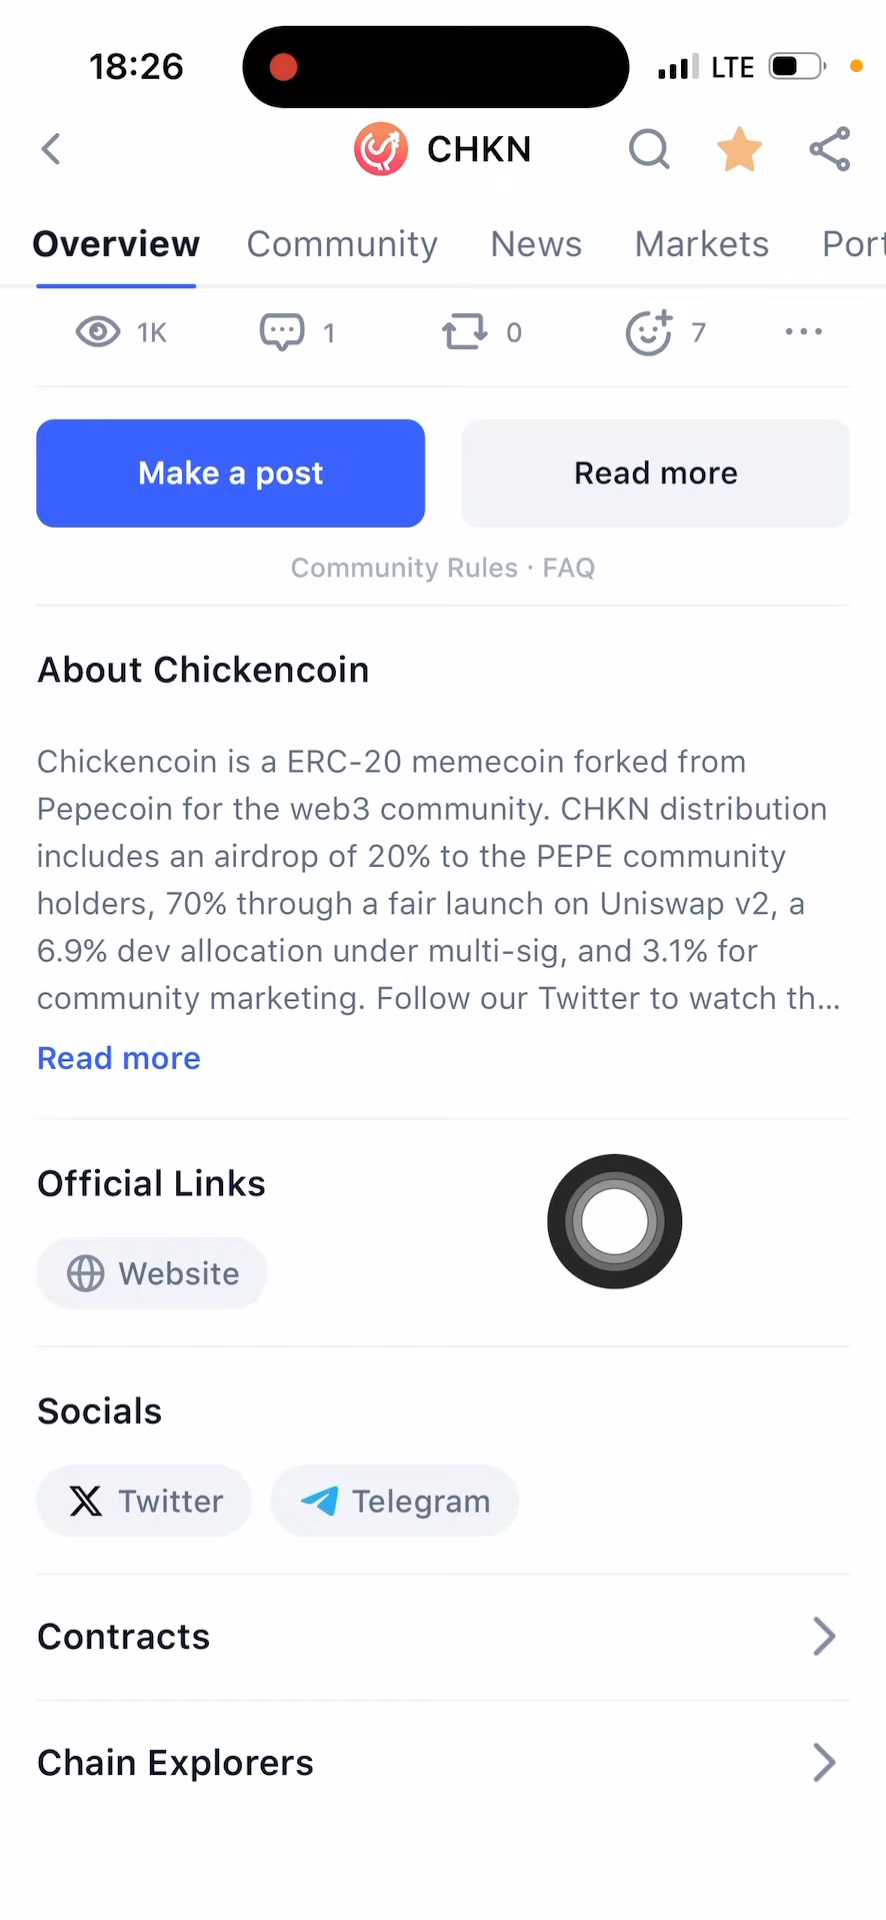 18:26
LTE
CHKN
Overview Community News Markets Port
1K 1 0 7
Make a post Read more
Community Rules · FAQ
About Chickencoin
Chickencoin is a ERC-20 memecoin forked from
Pepecoin for the web3 community. CHKN distribution
includes an airdrop of 20% to the PEPE community
holders, 70% through a fair launch on Uniswap v2, a
6.9% dev allocation under multi-sig, and 3.1% for
community marketing. Follow our Twitter to watch th...
Read more
Official Links
Website
Socials
Twitter Telegram
Contracts
Chain Explorers